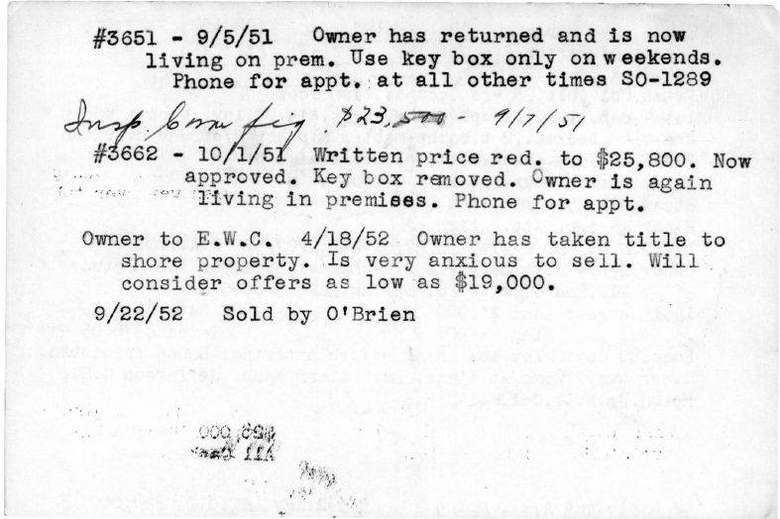 #3651 - 9/5/51 Owner has returned and is now
living on prem. Use key box only on weekends.
Phone for appt. at all other times SO-1289
Insp. Com. fig. $23,500 - 9/7/51
#3662 - 10/1/51 Written price red. to $25,800. Now
approved. Key box removed. Owner is again
living in premises. Phone for appt.
Owner to E.W.C. 4/18/52 Owner has taken title to
shore property. Is very anxious to sell. Will
consider offers as low as $19,000.
9/22/52 Sold by O'Brien